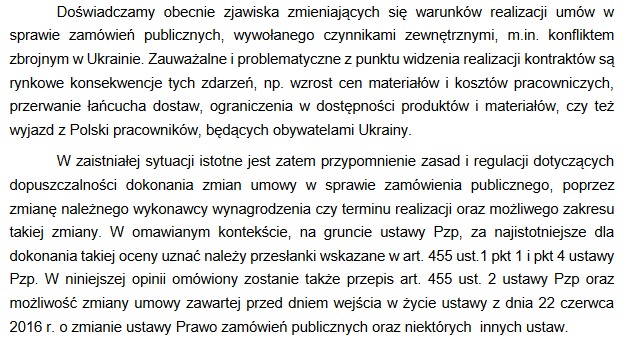 Doświadczamy obecnie zjawiska zmieniających się warunków realizacji umów w
sprawie zamówień publicznych, wywołanego czynnikami zewnętrznymi, m.in. konfliktem
zbrojnym w Ukrainie. Zauważalne i problematyczne z punktu widzenia realizacji kontraktów są
rynkowe konsekwencje tych zdarzeń, np. wzrost cen materiałów i kosztów pracowniczych,
przerwanie łańcucha dostaw, ograniczenia w dostępności produktów i materiałów, czy też
wyjazd z Polski pracowników, będących obywatelami Ukrainy.
W zaistniałej sytuacji istotne jest zatem przypomnienie zasad i regulacji dotyczących
dopuszczalności dokonania zmian umowy w sprawie zamówienia publicznego, poprzez
zmianę należnego wykonawcy wynagrodzenia czy terminu realizacji oraz możliwego zakresu
takiej zmiany. W omawianym kontekście, na gruncie ustawy Pzp, za najistotniejsze dla
dokonania takiej oceny uznać należy przesłanki wskazane w art. 455 ust.1 pkt 1 i pkt 4 ustawy
Pzp. W niniejszej opinii omówiony zostanie także przepis art. 455 ust. 2 ustawy Pzp oraz
możliwość zmiany umowy zawartej przed dniem wejścia w życie ustawy z dnia 22 czerwca
2016 r. o zmianie ustawy Prawo zamówień publicznych oraz niektórych innych ustaw.